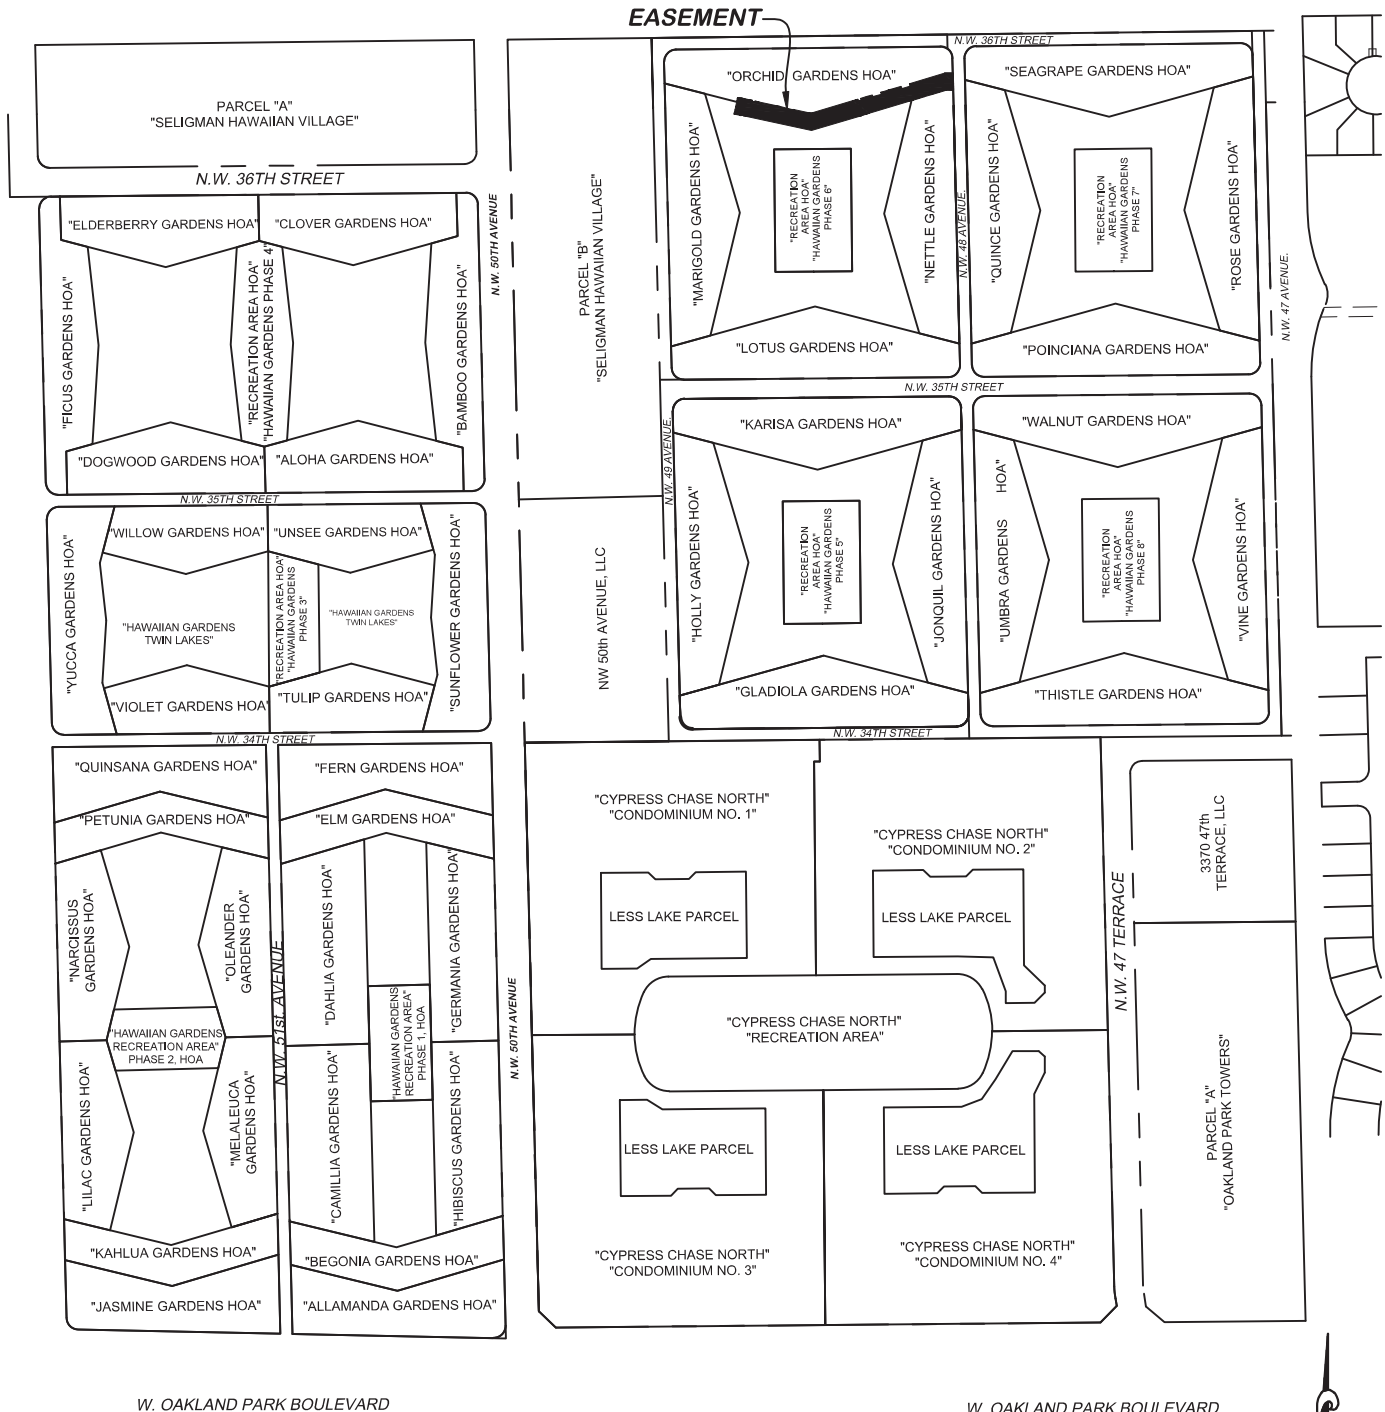 EASEMENT
N.W. 36TH STREET
"ORCHID GARDENS HOA"
"SEAGRAPE GARDENS HOA"
PARCEL "A"
"SELIGMAN HAWAIIAN VILLAGE"
N.W. 36TH STREET
"ELDERBERRY GARDENS HOA"
"CLOVER GARDENS HOA"
"FICUS GARDENS HOA"
"RECREATION AREA HOA"
"HAWAIIAN GARDENS PHASE 4"
"BAMBOO GARDENS HOA"
N.W. 50TH AVENUE
PARCEL "B"
"SELIGMAN HAWAIIAN VILLAGE"
"MARIGOLD GARDENS HOA"
"RECREATION
AREA HOA"
"HAWAIIAN GARDENS
PHASE 6"
"NETTLE GARDENS HOA"
N.W. 48 AVENUE.
"QUINCE GARDENS HOA"
"RECREATION
AREA HOA"
"HAWAIIAN GARDENS
PHASE 7"
"ROSE GARDENS HOA"
N.W. 47 AVENUE.
"LOTUS GARDENS HOA"
"POINCIANA GARDENS HOA"
"DOGWOOD GARDENS HOA"
"ALOHA GARDENS HOA"
N.W. 35TH STREET
N.W. 35TH STREET
N.W. 49 AVENUE.
"KARISA GARDENS HOA"
"WALNUT GARDENS HOA"
"YUCCA GARDENS HOA"
"WILLOW GARDENS HOA"
"UNSEE GARDENS HOA"
"SUNFLOWER GARDENS HOA"
"HAWAIIAN GARDENS
TWIN LAKES"
"RECREATION AREA HOA"
"HAWAIIAN GARDENS
PHASE 3"
"HAWAIIAN GARDENS
TWIN LAKES"
NW 50th AVENUE, LLC
"HOLLY GARDENS HOA"
"RECREATION
AREA HOA"
"HAWAIIAN GARDENS
PHASE 5"
"JONQUIL GARDENS HOA"
"UMBRA GARDENS HOA"
"RECREATION
AREA HOA"
"HAWAIIAN GARDENS
PHASE 8"
"VINE GARDENS HOA"
"VIOLET GARDENS HOA"
"TULIP GARDENS HOA"
"GLADIOLA GARDENS HOA"
"THISTLE GARDENS HOA"
N.W. 34TH STREET
N.W. 34TH STREET
"QUINSANA GARDENS HOA"
"FERN GARDENS HOA"
"PETUNIA GARDENS HOA"
"ELM GARDENS HOA"
"CYPRESS CHASE NORTH"
"CONDOMINIUM NO. 1"
"CYPRESS CHASE NORTH"
"CONDOMINIUM NO. 2"
3370 47th
TERRACE, LLC
"NARCISSUS
GARDENS HOA"
"OLEANDER
GARDENS HOA"
N.W. 51st. AVENUE
"DAHLIA GARDENS HOA"
"GERMANIA GARDENS HOA"
LESS LAKE PARCEL
LESS LAKE PARCEL
N.W. 47 TERRACE
"HAWAIIAN GARDENS
RECREATION AREA"
PHASE 2, HOA
"HAWAIIAN GARDENS
RECREATION AREA"
PHASE 1, HOA
N.W. 50TH AVENUE
"CYPRESS CHASE NORTH"
"RECREATION AREA"
"LILAC GARDENS HOA"
"MELALEUCA
GARDENS HOA"
"CAMILLIA GARDENS HOA"
"HIBISCUS GARDENS HOA"
LESS LAKE PARCEL
LESS LAKE PARCEL
PARCEL "A"
"OAKLAND PARK TOWERS"
"KAHLUA GARDENS HOA"
"BEGONIA GARDENS HOA"
"CYPRESS CHASE NORTH"
"CONDOMINIUM NO. 3"
"CYPRESS CHASE NORTH"
"CONDOMINIUM NO. 4"
"JASMINE GARDENS HOA"
"ALLAMANDA GARDENS HOA"
W. OAKLAND PARK BOULEVARD
W. OAKLAND PARK BOULEVARD